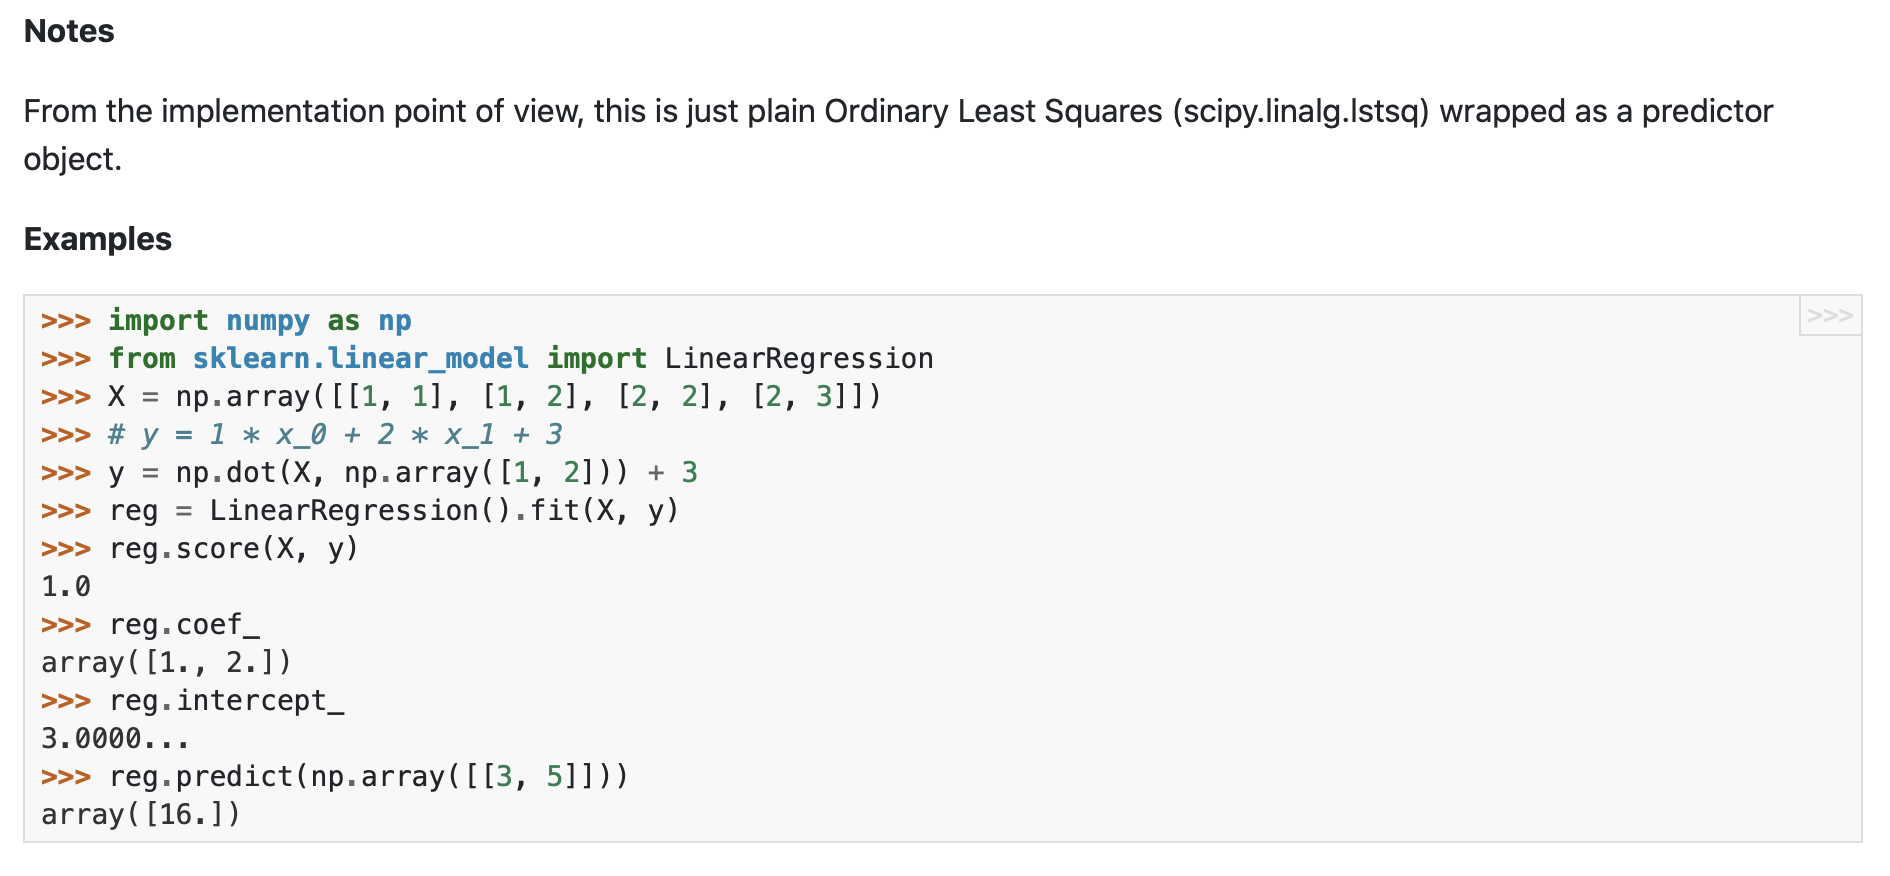 Notes
From the implementation point of view, this is just plain Ordinary Least Squares (scipy.linalg.lstsq) wrapped as a predictor
object.
Examples
>>>
>>> import numpy as np
>>> from sklearn.linear_model import LinearRegression
>>> X = np.array([[1, 1], [1, 2], [2, 2], [2, 3]])
>>> # y = 1 * x_0 + 2 * x_1 + 3
>>> y = np.dot(X, np.array([1, 2])) + 3
>>> reg = LinearRegression().fit(X, y)
>>> reg.score(X, y)
1.0
>>> reg.coef_
array([1., 2.])
>>> reg.intercept_
3.0000...
>>> reg.predict(np.array([[3, 5]]))
array([16.])